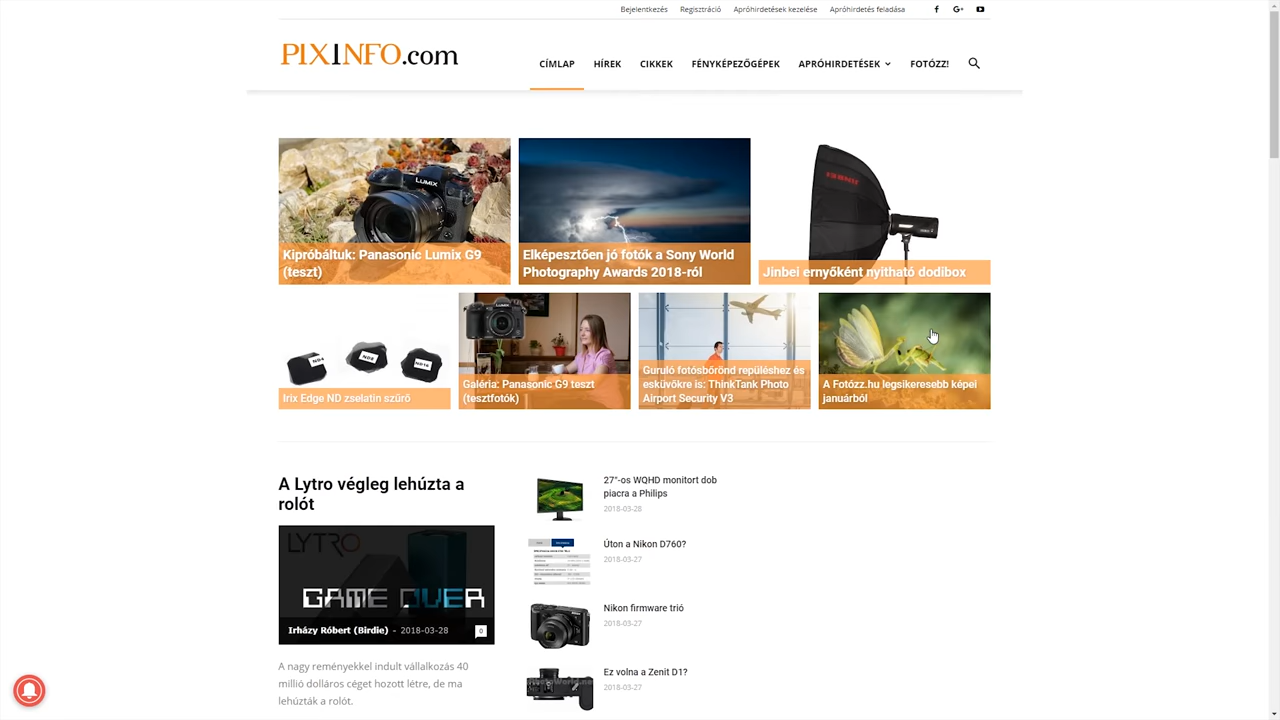 Bejelentkezés Regisztráció Apróhirdetések kezelése Apróhirdetés feladása
PIXINFO.com
CÍMLAP HÍREK CIKKEK FÉNYKÉPEZŐGÉPEK APRÓHIRDETÉSEK FOTÓZZ!
LUMIX
Kipróbáltuk: Panasonic Lumix G9
(teszt)
Elképesztően jó fotók a Sony World
Photography Awards 2018-ról
Jinbei ernyőként nyitható dodibox
ND4 ND8 ND16
Irix Edge ND zselatin szűrő
LUMIX
Galéria: Panasonic G9 teszt
(tesztfotók)
Guruló fotósbőrönd repüléshez és
esküvőkre is: ThinkTank Photo
Airport Security V3
A Fotózz.hu legsikeresebb képei
januárból
A Lytro végleg lehúzta a
rolót
LYTRO
GAME OVER
Irházy Róbert (Birdie) - 2018-03-28 0
A nagy reményekkel indult vállalkozás 40
millió dolláros céget hozott létre, de ma
lehúzták a rolót.
27"-os WQHD monitort dob
piacra a Philips
2018-03-28
Úton a Nikon D760?
2018-03-27
Nikon firmware trió
2018-03-27
Ez volna a Zenit D1?
2018-03-27